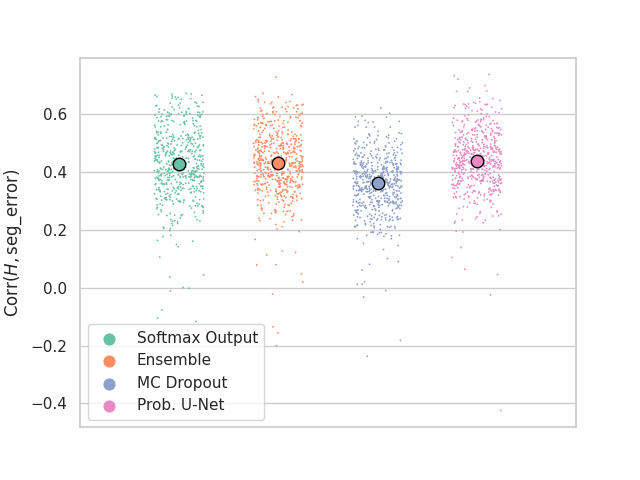 0.6
0.4
0.2
0.0
−0.2
−0.4
Corr(H, seg_error)
Softmax Output
Ensemble
MC Dropout
Prob. U-Net